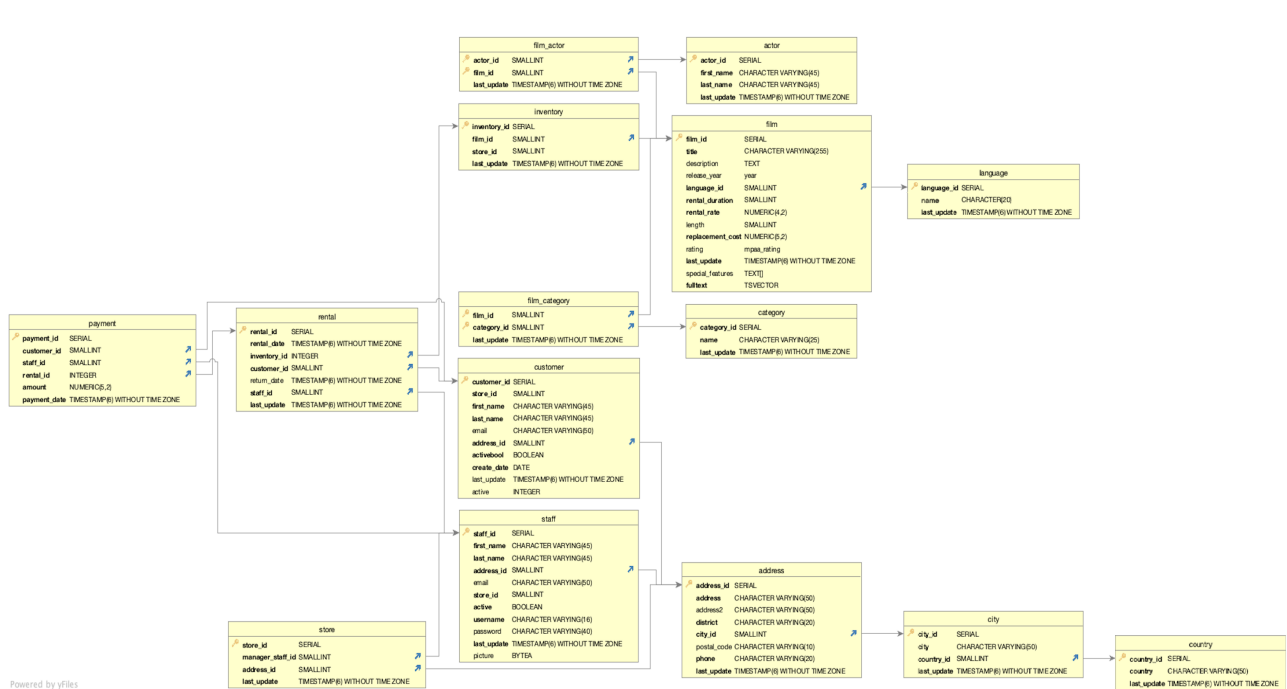 film_actor
actor_id SMALLINT
film_id SMALLINT
last_update TIMESTAMP(6) WITHOUT TIME ZONE
actor
actor_id SERIAL
first_name CHARACTER VARYING(45)
last_name CHARACTER VARYING(45)
last_update TIMESTAMP(6) WITHOUT TIME ZONE
inventory
inventory_id SERIAL
film_id SMALLINT
store_id SMALLINT
last_update TIMESTAMP(6) WITHOUT TIME ZONE
film
film_id SERIAL
title CHARACTER VARYING(255)
description TEXT
release_year year
language_id SMALLINT
rental_duration SMALLINT
rental_rate NUMERIC(4,2)
length SMALLINT
replacement_cost NUMERIC(5,2)
rating mpaa_rating
last_update TIMESTAMP(6) WITHOUT TIME ZONE
special_features TEXT[]
fulltext TSVECTOR
language
language_id SERIAL
name CHARACTER(20)
last_update TIMESTAMP(6) WITHOUT TIME ZONE
film_category
film_id SMALLINT
category_id SMALLINT
last_update TIMESTAMP(6) WITHOUT TIME ZONE
category
category_id SERIAL
name CHARACTER VARYING(25)
last_update TIMESTAMP(6) WITHOUT TIME ZONE
payment
payment_id SERIAL
customer_id SMALLINT
staff_id SMALLINT
rental_id INTEGER
amount NUMERIC(5,2)
payment_date TIMESTAMP(6) WITHOUT TIME ZONE
rental
rental_id SERIAL
rental_date TIMESTAMP(6) WITHOUT TIME ZONE
inventory_id INTEGER
customer_id SMALLINT
return_date TIMESTAMP(6) WITHOUT TIME ZONE
staff_id SMALLINT
last_update TIMESTAMP(6) WITHOUT TIME ZONE
customer
customer_id SERIAL
store_id SMALLINT
first_name CHARACTER VARYING(45)
last_name CHARACTER VARYING(45)
email CHARACTER VARYING(50)
address_id SMALLINT
activebool BOOLEAN
create_date DATE
last_update TIMESTAMP(6) WITHOUT TIME ZONE
active INTEGER
staff
staff_id SERIAL
first_name CHARACTER VARYING(45)
last_name CHARACTER VARYING(45)
address_id SMALLINT
email CHARACTER VARYING(50)
store_id SMALLINT
active BOOLEAN
username CHARACTER VARYING(16)
password CHARACTER VARYING(40)
last_update TIMESTAMP(6) WITHOUT TIME ZONE
picture BYTEA
store
store_id SERIAL
manager_staff_id SMALLINT
address_id SMALLINT
last_update TIMESTAMP(6) WITHOUT TIME ZONE
address
address_id SERIAL
address CHARACTER VARYING(50)
address2 CHARACTER VARYING(50)
district CHARACTER VARYING(20)
city_id SMALLINT
postal_code CHARACTER VARYING(10)
phone CHARACTER VARYING(20)
last_update TIMESTAMP(6) WITHOUT TIME ZONE
city
city_id SERIAL
city CHARACTER VARYING(50)
country_id SMALLINT
last_update TIMESTAMP(6) WITHOUT TIME ZONE
country
country_id SERIAL
country CHARACTER VARYING(50)
last_update TIMESTAMP(6) WITHOUT TIME ZONE
Powered by yFiles